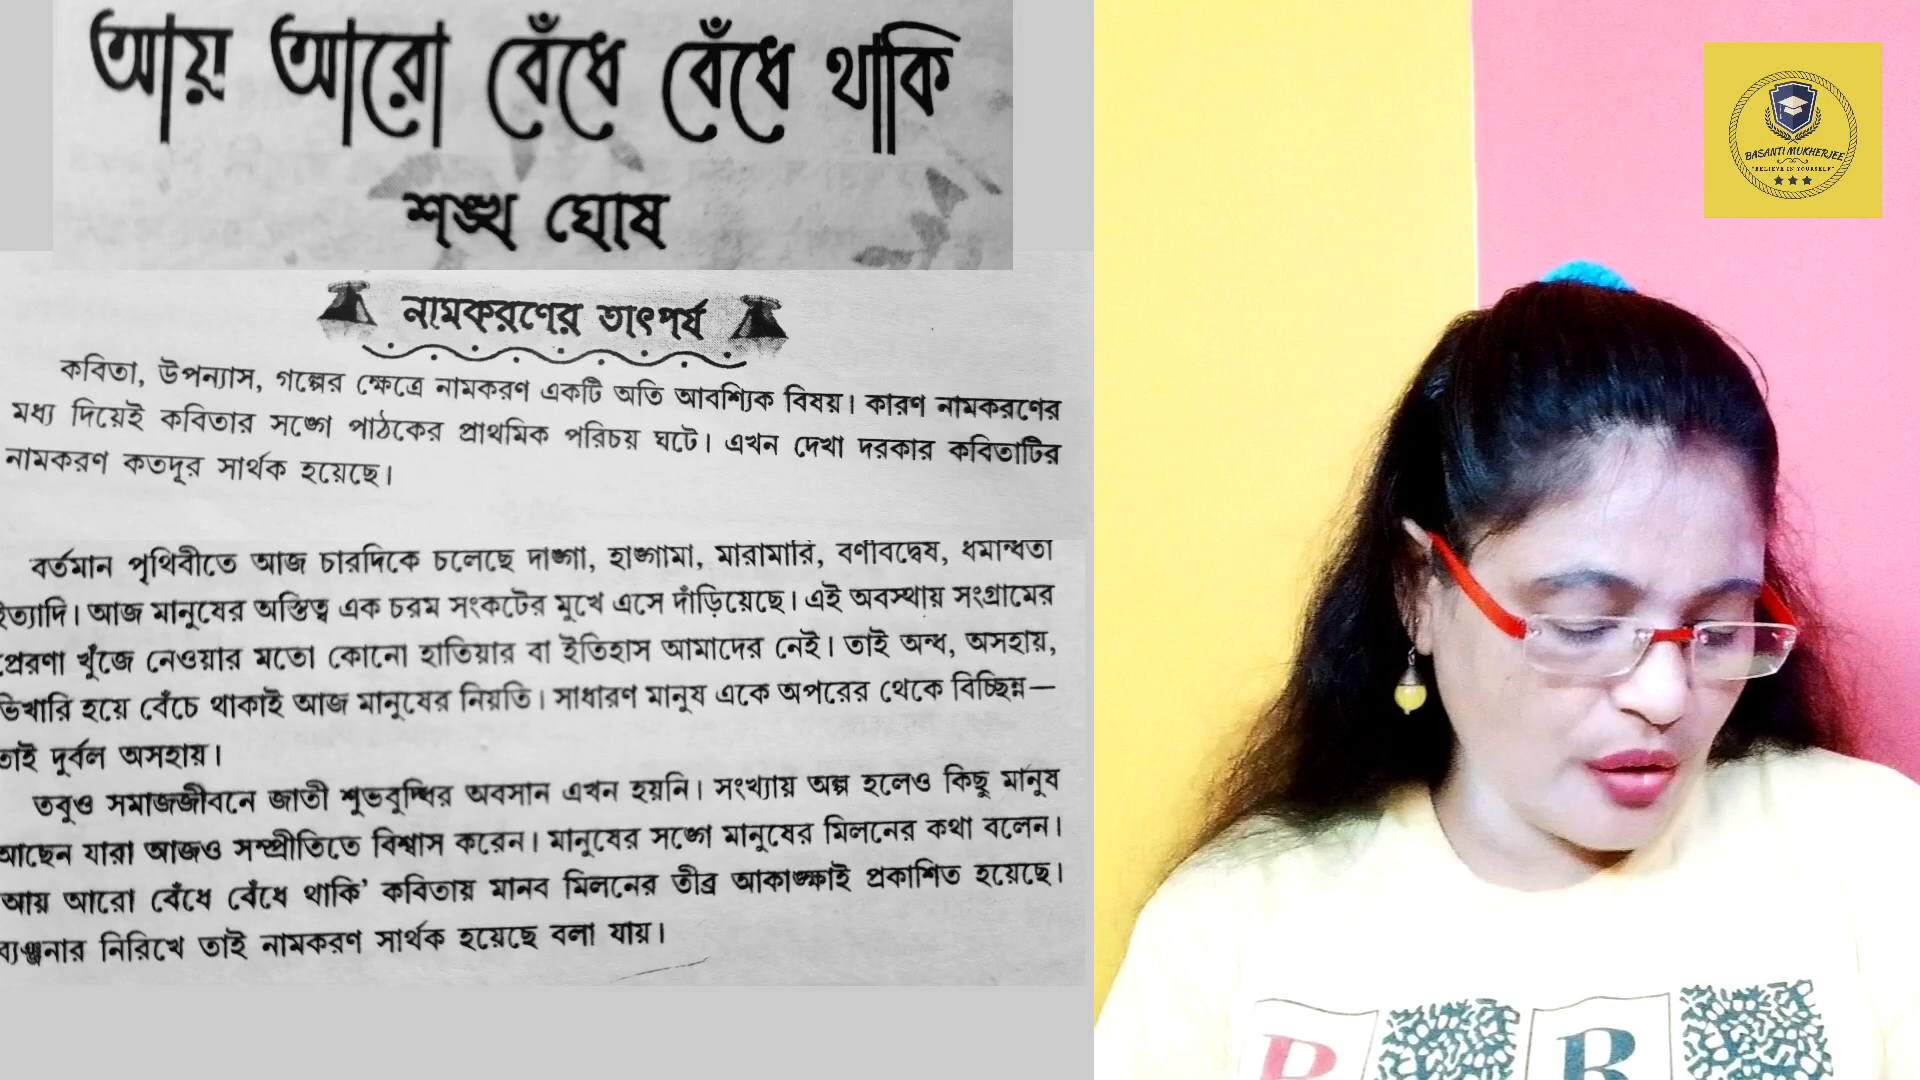 আয় আরো বেঁধে বেঁধে থাকি
শঙ্খ ঘোষ
নামকরণের তাৎপর্য
কবিতা, উপন্যাস, গল্পের ক্ষেত্রে নামকরণ একটি অতি আবশ্যিক বিষয়। কারণ নামকরণের
মধ্য দিয়েই কবিতার সঙ্গে পাঠকের প্রাথমিক পরিচয় ঘটে। এখন দেখা দরকার কবিতাটির
নামকরণ কতদূর সার্থক হয়েছে।
বর্তমান পৃথিবীতে আজ চারদিকে চলেছে দাঙ্গা, হাঙ্গামা, মারামারি, বর্ণবিদ্বেষ, ধর্মান্ধতা
ইত্যাদি। আজ মানুষের অস্তিত্ব এক চরম সংকটের মুখে এসে দাঁড়িয়েছে। এই অবস্থায় সংগ্রামের
প্রেরণা খুঁজে নেওয়ার মতো কোনো হাতিয়ার বা ইতিহাস আমাদের নেই। তাই অন্ধ, অসহায়,
ভিখারি হয়ে বেঁচে থাকাই আজ মানুষের নিয়তি। সাধারণ মানুষ একে অপরের থেকে বিচ্ছিন্ন—
তাই দুর্বল অসহায়।
তবুও সমাজজীবনে জাতী শুভবুদ্ধির অবসান এখন হয়নি। সংখ্যায় অল্প হলেও কিছু মানুষ
আছেন যারা আজও সম্প্রীতিতে বিশ্বাস করেন। মানুষের সঙ্গে মানুষের মিলনের কথা বলেন।
আয় আরো বেঁধে বেঁধে থাকি' কবিতায় মানব মিলনের তীব্র আকাঙ্ক্ষাই প্রকাশিত হয়েছে।
ব্যঞ্জনার নিরিখে তাই নামকরণ সার্থক হয়েছে বলা যায়।
BASANTI MUKHERJEE
"BELIEVE IN YOURSELF"
B R